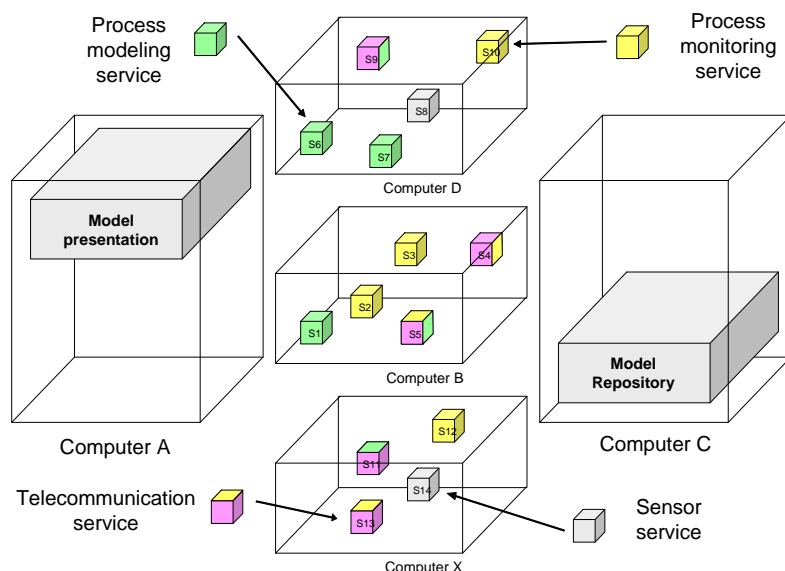 Process
modeling
service
Process
monitoring
service
S9
S10
S8
S6
S7
Computer D
Model
presentation
S3
S4
S2
S1
S5
Computer B
Model
Repository
Computer A
Computer C
S12
S11
S14
S13
Telecommunication
service
Sensor
service
Computer X